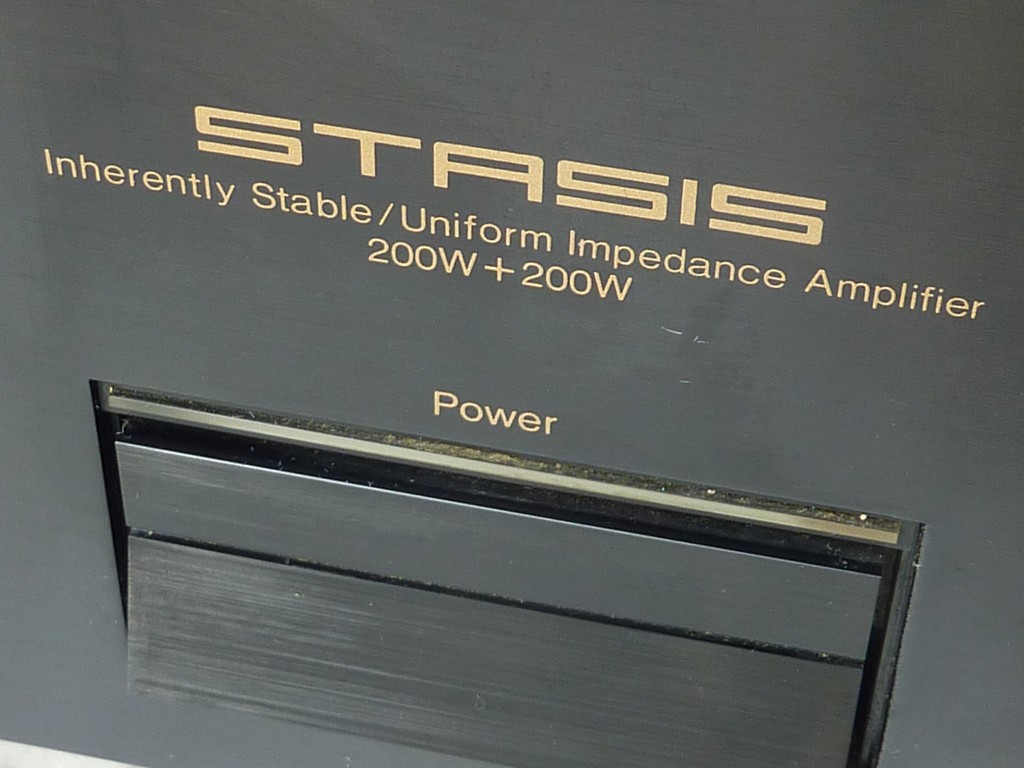 STASIS
Inherently Stable/Uniform Impedance Amplifier
200W+200W
Power